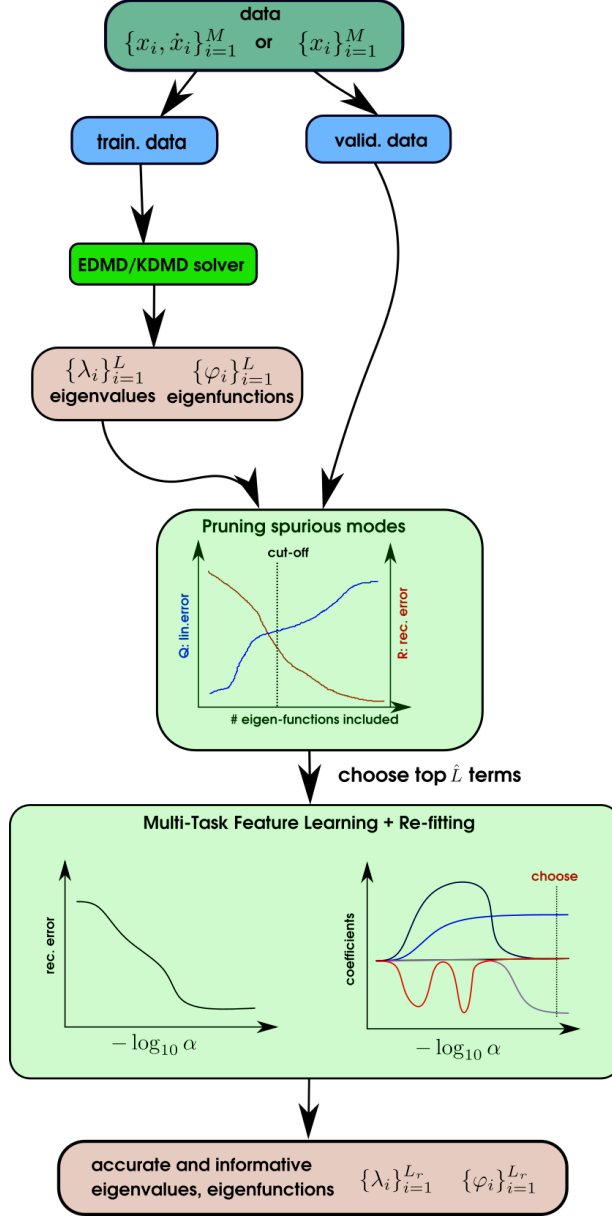 data
{x_i, ẋ_i}_{i=1}^M or {x_i}_{i=1}^M
train. data
valid. data
EDMD/KDMD solver
{λ_i}_{i=1}^L {φ_i}_{i=1}^L
eigenvalues eigenfunctions
Pruning spurious modes
cut-off
Q: lin.error
R: rec. error
# eigen-functions included
choose top L̂ terms
Multi-Task Feature Learning + Re-fitting
rec. error
− log₁₀ α
choose
coefficients
− log₁₀ α
accurate and informative
eigenvalues, eigenfunctions {λ_i}_{i=1}^{L_r} {φ_i}_{i=1}^{L_r}